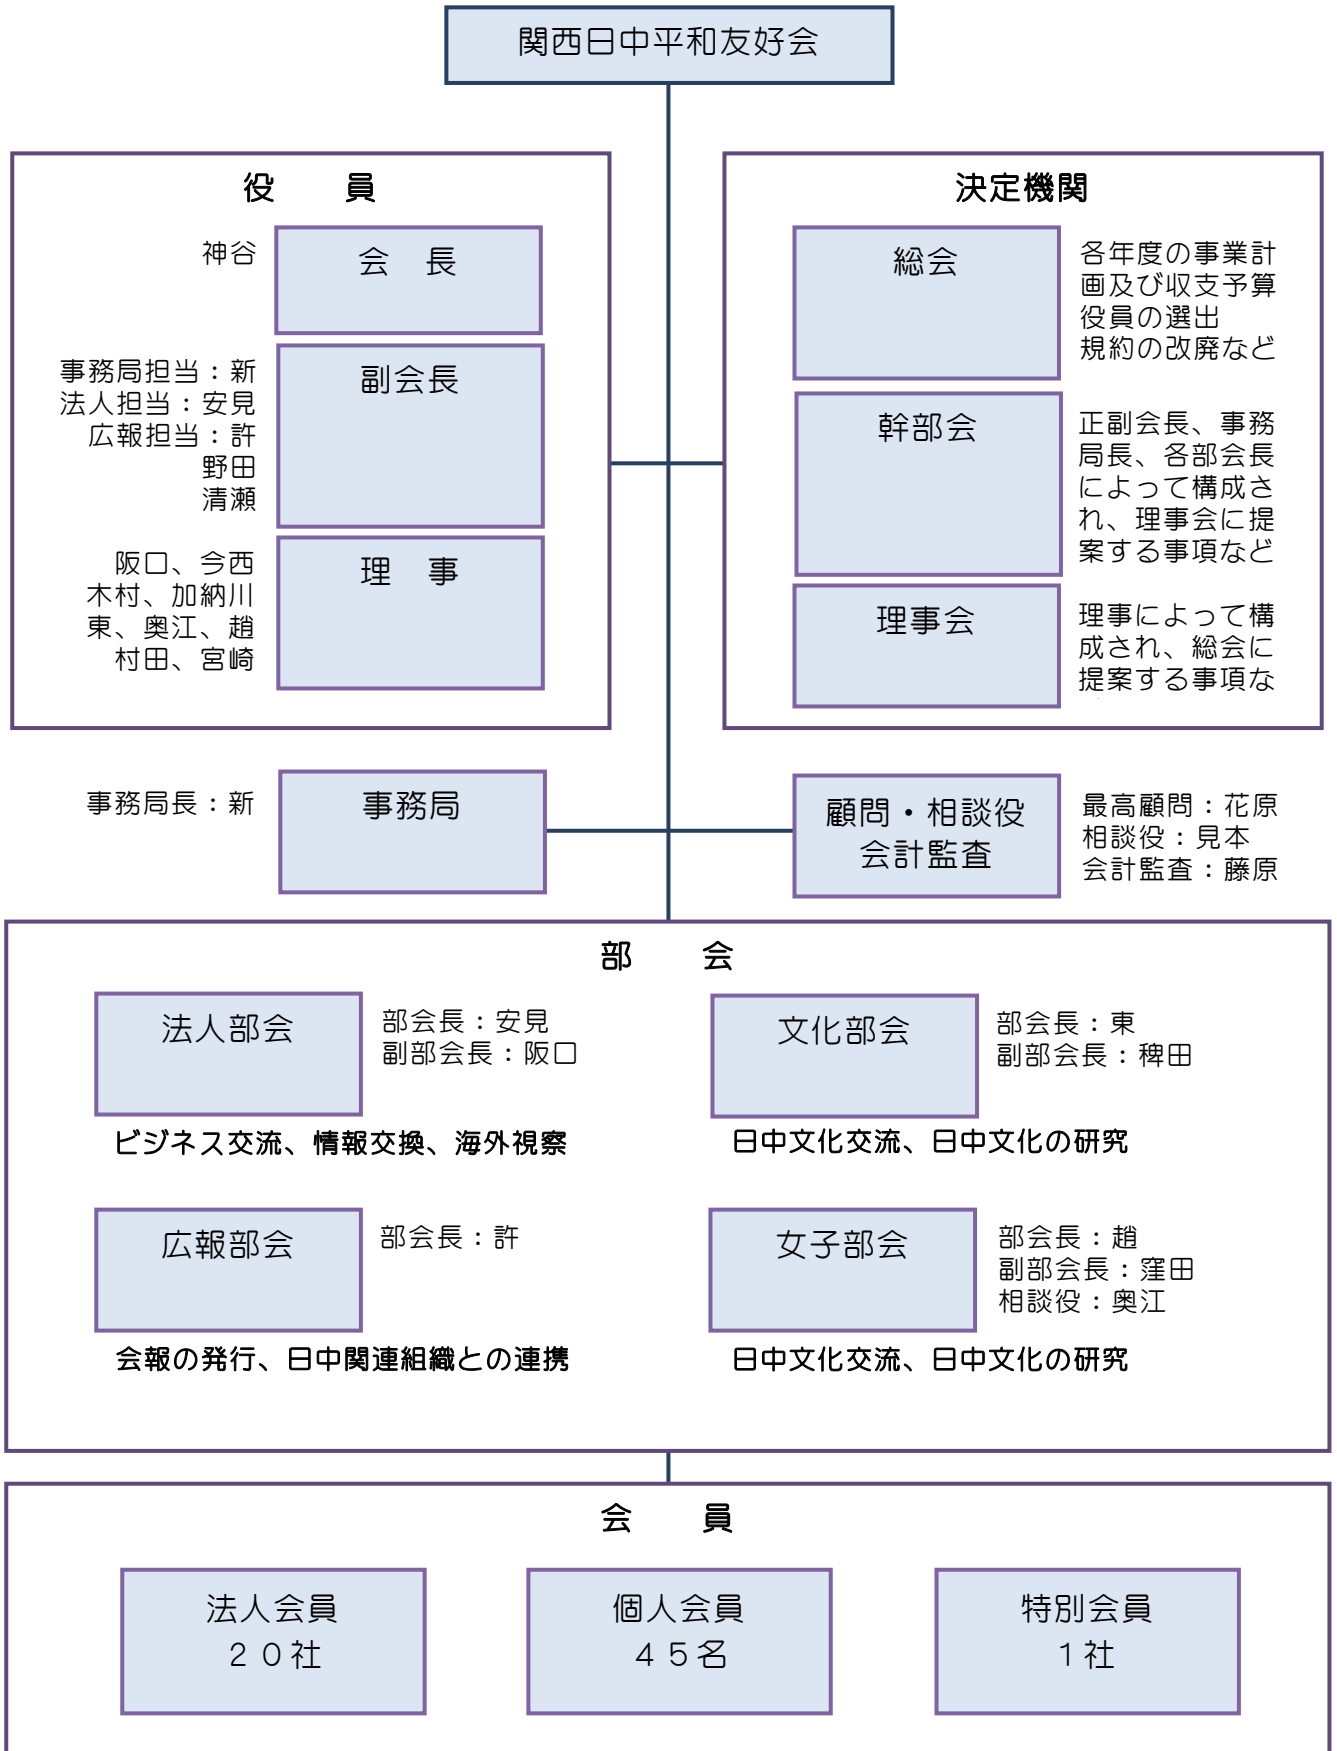 関西日中平和友好会
役　　員
神谷
会　長
事務局担当：新
法人担当：安見
広報担当：許
野田
清瀬
副会長
阪口、今西
木村、加納川
東、奥江、趙
村田、宮崎
理　事
決定機関
総会
各年度の事業計
画及び収支予算
役員の選出
規約の改廃など
幹部会
正副会長、事務
局長、各部会長
によって構成さ
れ、理事会に提
案する事項など
理事会
理事によって構
成され、総会に
提案する事項な
事務局長：新
事務局
顧問・相談役
会計監査
最高顧問：花原
相談役：見本
会計監査：藤原
部　　会
法人部会
部会長：安見
副部会長：阪口
ビジネス交流、情報交換、海外視察
文化部会
部会長：東
副部会長：稗田
日中文化交流、日中文化の研究
広報部会
部会長：許
会報の発行、日中関連組織との連携
女子部会
部会長：趙
副部会長：窪田
相談役：奥江
日中文化交流、日中文化の研究
会　　員
法人会員
２０社
個人会員
４５名
特別会員
１社